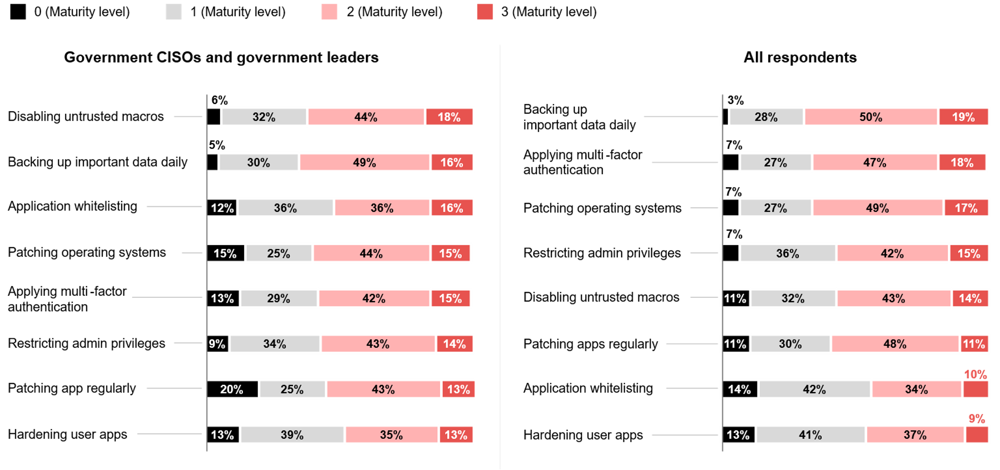 0 (Maturity level) 1 (Maturity level) 2 (Maturity level) 3 (Maturity level)
Government CISOs and government leaders
6%
Disabling untrusted macros 32% 44% 18%
5%
Backing up important data daily 30% 49% 16%
Application whitelisting 12% 36% 36% 16%
Patching operating systems 15% 25% 44% 15%
Applying multi-factor
authentication 13% 29% 42% 15%
Restricting admin privileges 9% 34% 43% 14%
Patching app regularly 20% 25% 43% 13%
Hardening user apps 13% 39% 35% 13%
All respondents
3%
Backing up
important data daily 28% 50% 19%
7%
Applying multi-factor
authentication 27% 47% 18%
7%
Patching operating systems 27% 49% 17%
7%
Restricting admin privileges 36% 42% 15%
Disabling untrusted macros 11% 32% 43% 14%
Patching apps regularly 11% 30% 48% 11%
10%
Application whitelisting 14% 42% 34%
9%
Hardening user apps 13% 41% 37%